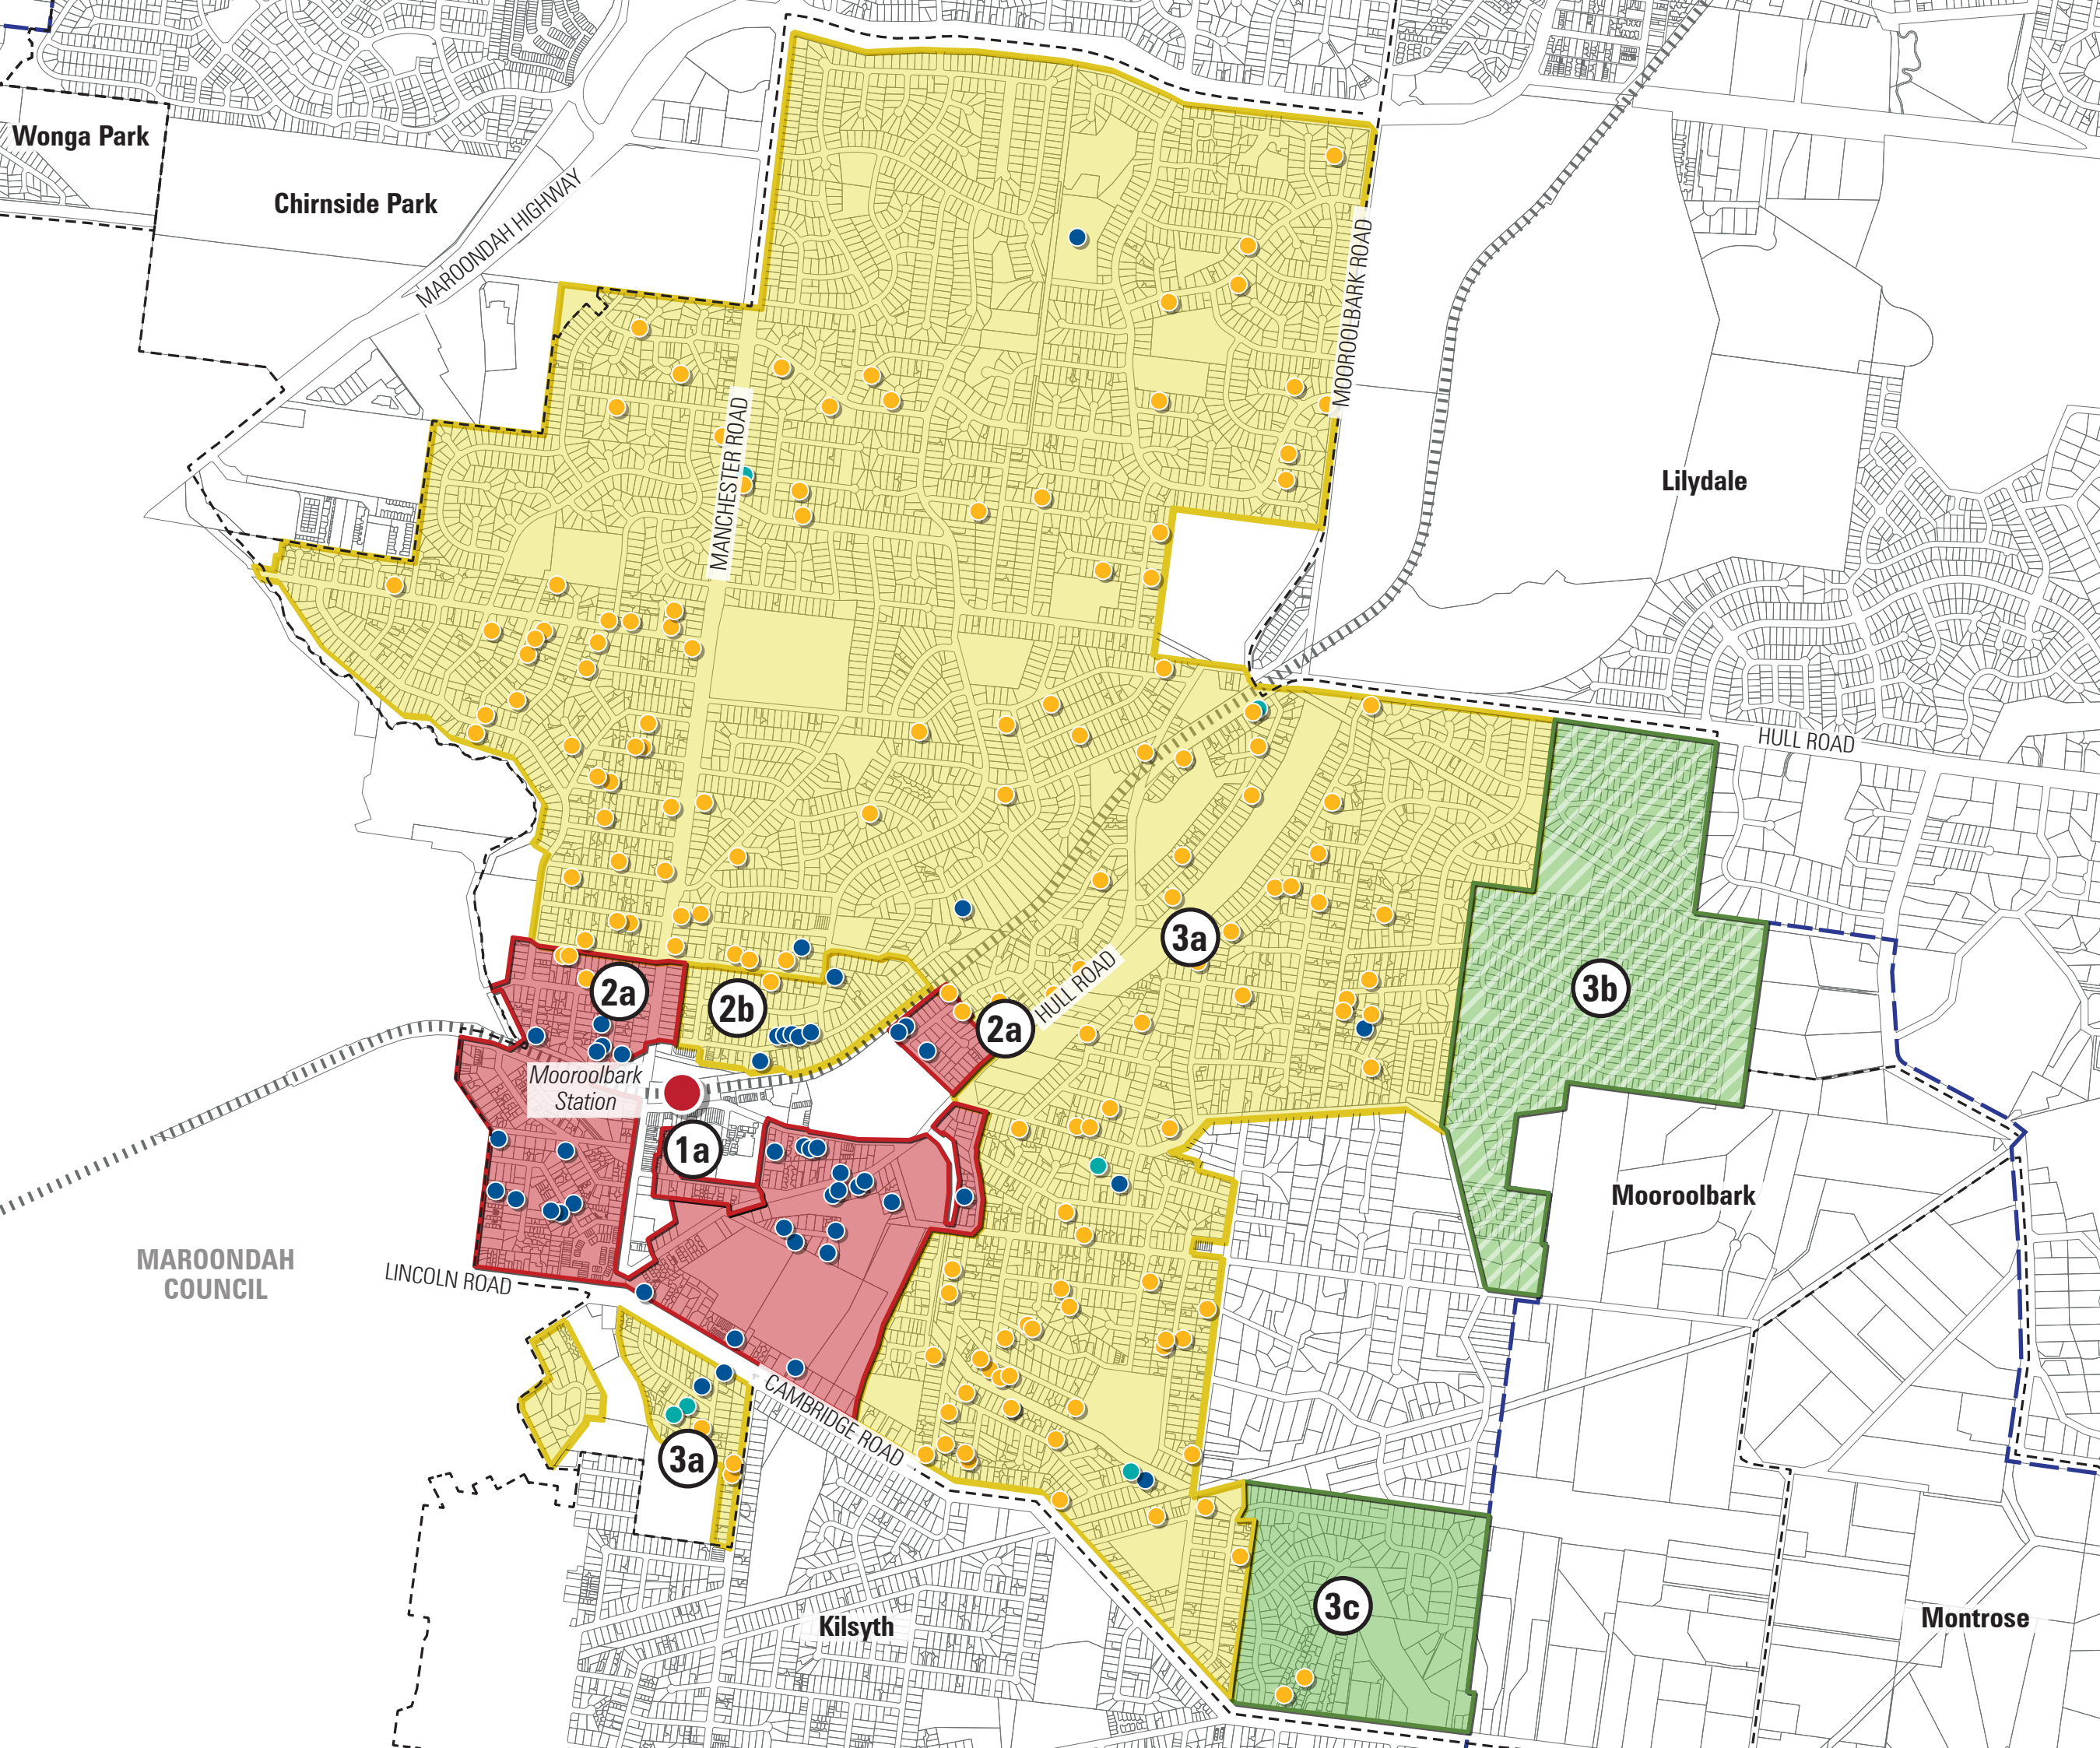 Wonga Park
Chirnside Park
MAROONDAH HIGHWAY
MOOROOLBARK ROAD
MANCHESTER ROAD
Lilydale
HULL ROAD
3a
HULL ROAD
3b
2a
2b
2a
Mooroolbark
Station
1a
Mooroolbark
MAROONDAH
COUNCIL
LINCOLN ROAD
CAMBRIDGE ROAD
3a
3c
Kilsyth
Montrose